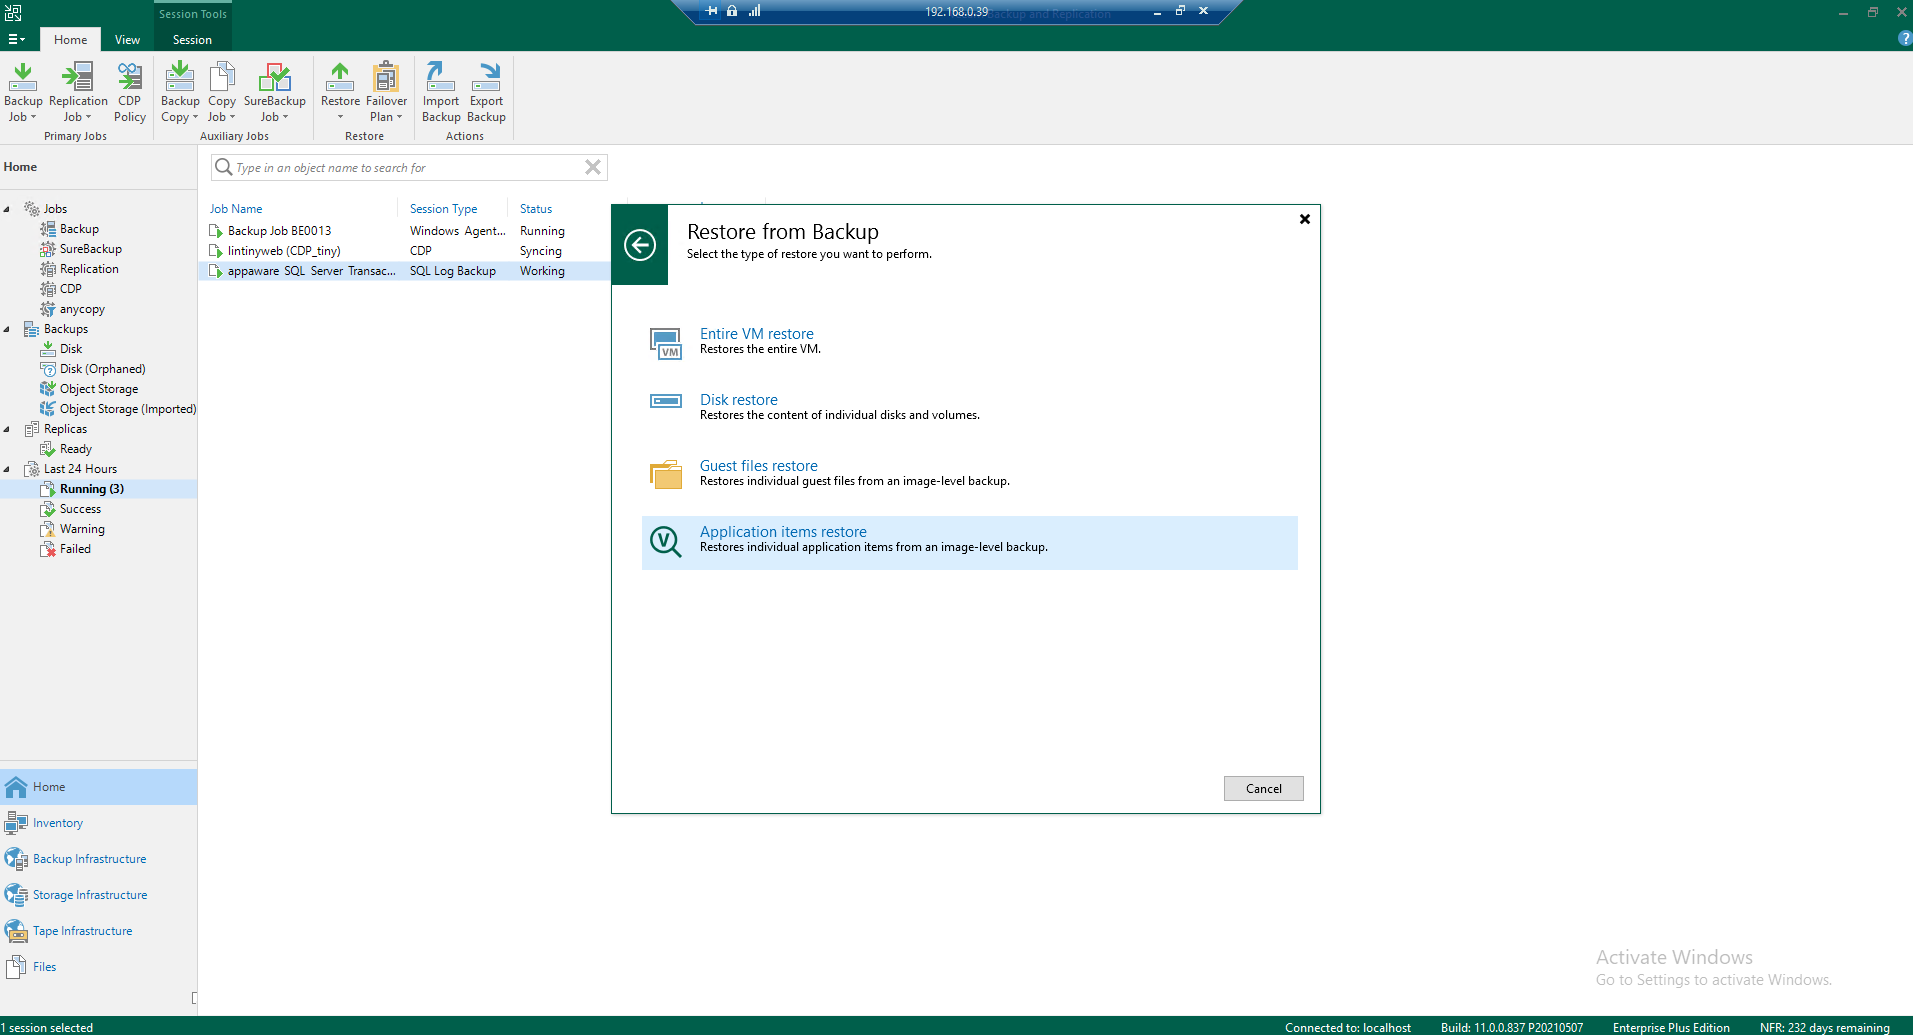 Session Tools
192.168.0.39
Backup and Replication
Home
View
Session
Backup Job
Replication Job
CDP Policy
Primary Jobs
Backup Copy
Copy Job
SureBackup Job
Auxiliary Jobs
Restore
Failover Plan
Restore
Import Backup
Export Backup
Actions
Home
Type in an object name to search for
Jobs
Backup
SureBackup
Replication
CDP
anycopy
Backups
Disk
Disk (Orphaned)
Object Storage
Object Storage (Imported)
Replicas
Ready
Last 24 Hours
Running (3)
Success
Warning
Failed
Home
Inventory
Backup Infrastructure
Storage Infrastructure
Tape Infrastructure
Files
Job Name Session Type Status
Backup Job BE0013 Windows Agent... Running
lintinyweb (CDP_tiny) CDP Syncing
appaware SQL Server Transac... SQL Log Backup Working
Restore from Backup
Select the type of restore you want to perform.
Entire VM restore
VM
Restores the entire VM.
Disk restore
Restores the content of individual disks and volumes.
Guest files restore
Restores individual guest files from an image-level backup.
V
Application items restore
Restores individual application items from an image-level backup.
Cancel
Activate Windows
Go to Settings to activate Windows.
1 session selected
Connected to: localhost
Build: 11.0.0.837 P20210507
Enterprise Plus Edition
NFR: 232 days remaining